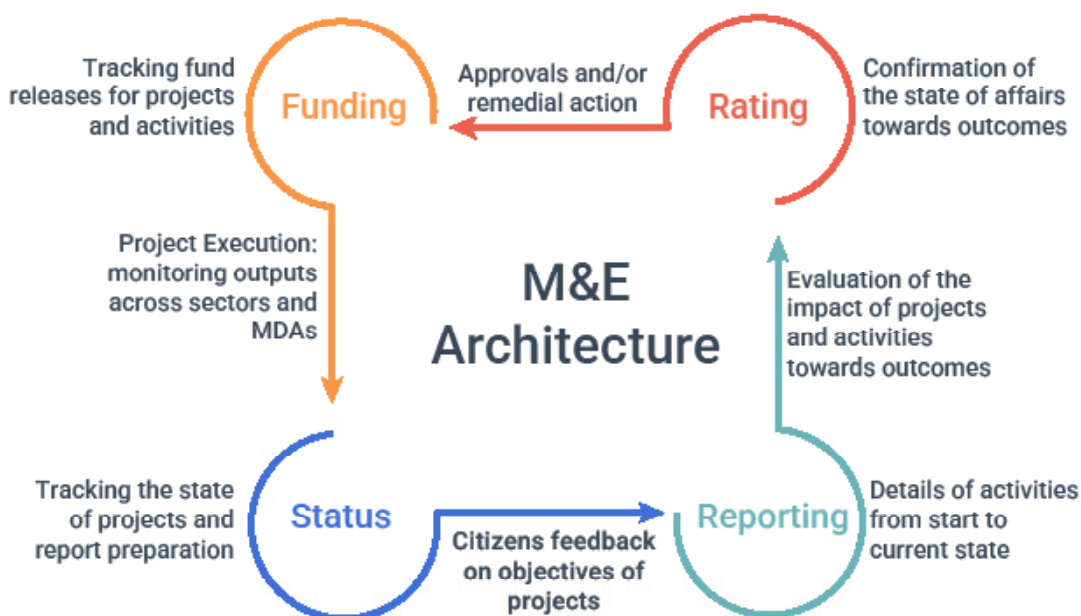 Tracking fund
releases for projects
and activities
Funding
Approvals and/or
remedial action
Rating
Confirmation of
the state of affairs
towards outcomes
Project Execution:
monitoring outputs
across sectors and
MDAs
M&E
Architecture
Evaluation of the
impact of projects
and activities
towards outcomes
Tracking the state
of projects and
report preparation
Status
Citizens feedback
on objectives of
projects
Reporting
Details of activities
from start to
current state